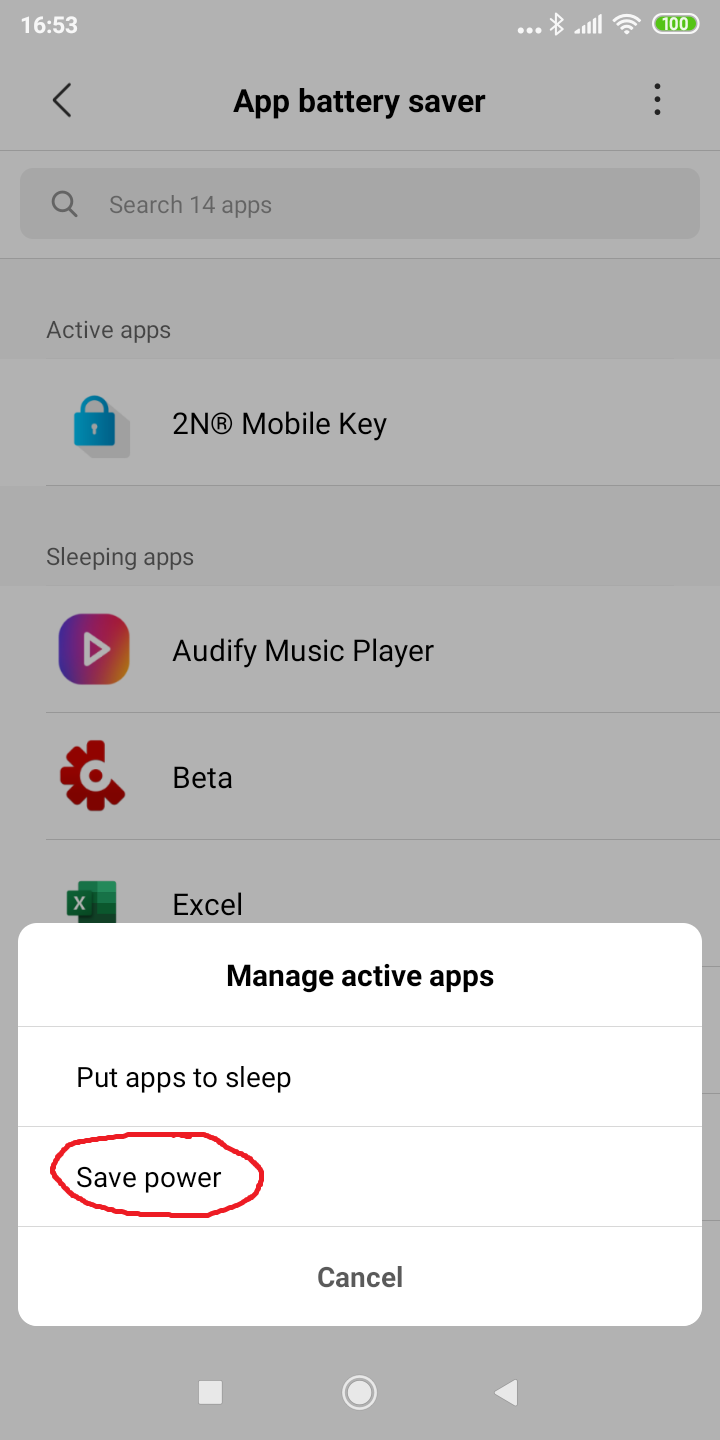 16:53
100
App battery saver
Search 14 apps
Active apps
2N® Mobile Key
Sleeping apps
Audify Music Player
Beta
X
Excel
Manage active apps
Put apps to sleep
Save power
Cancel